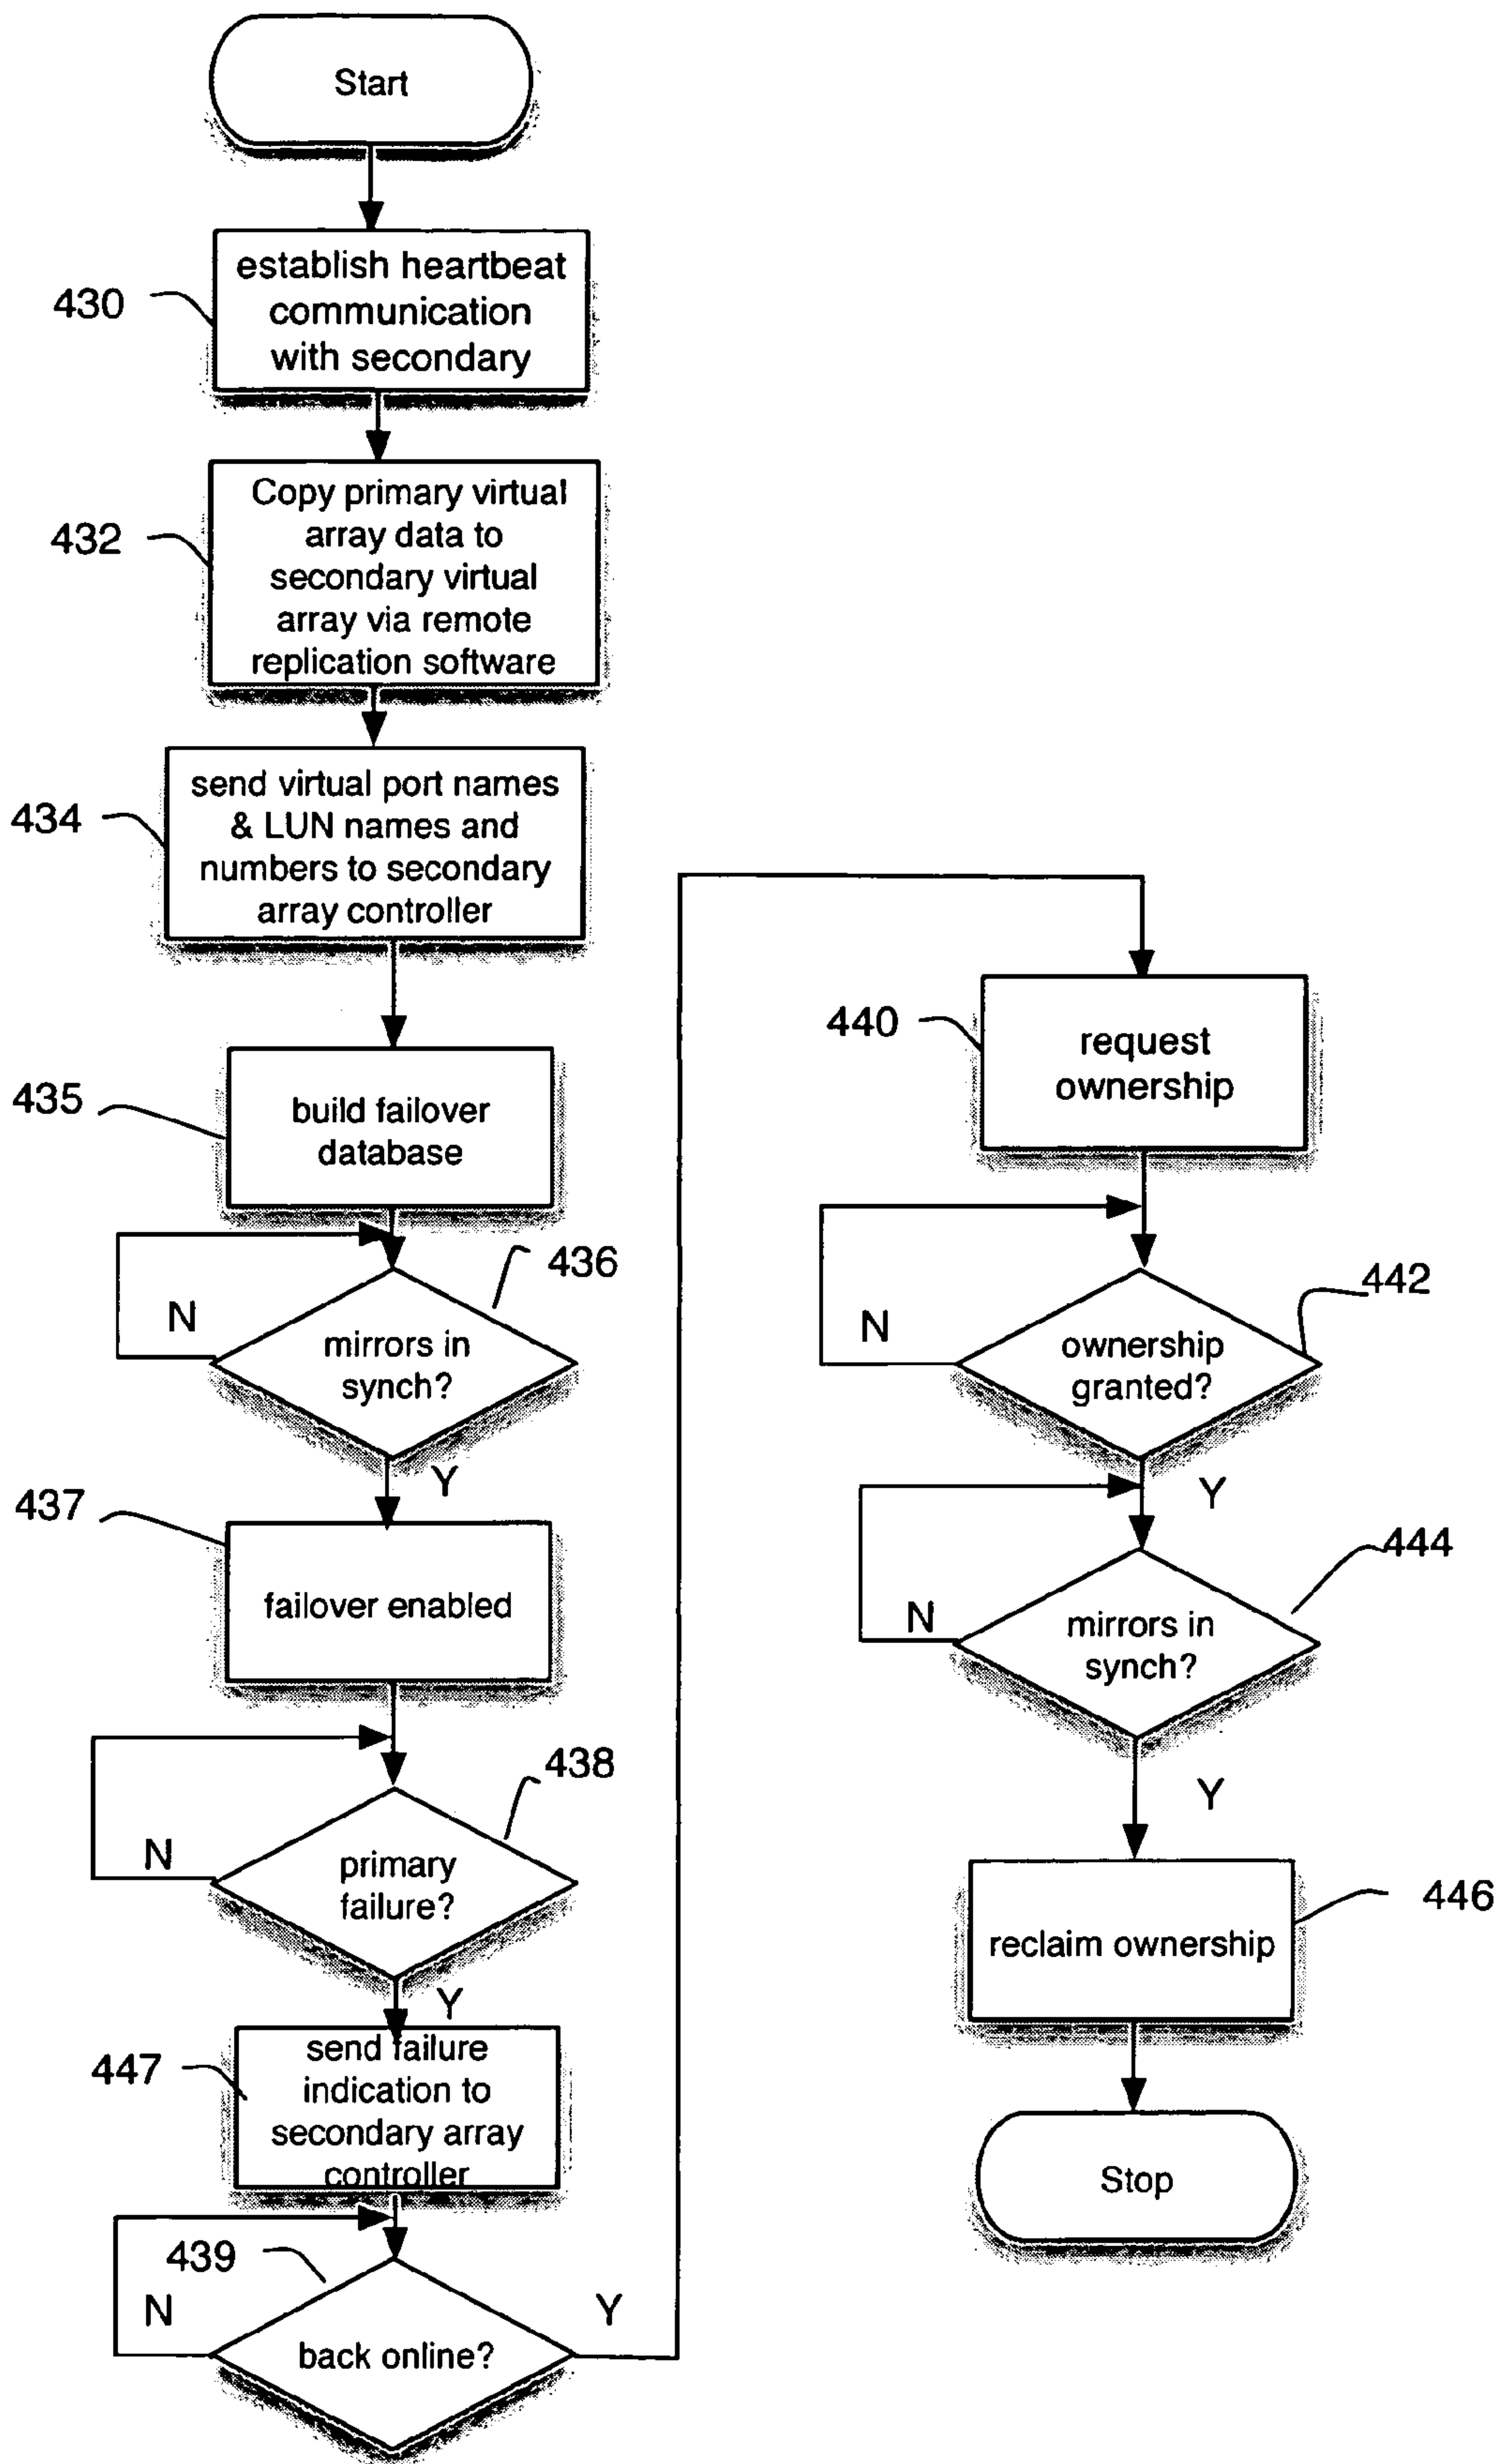 Start
430
establish heartbeat
communication
with secondary
432
Copy primary virtual
array data to
secondary virtual
array via remote
replication software
434
send virtual port names
& LUN names and
numbers to secondary
array controller
435
build failover
database
436
N
mirrors in
synch?
Y
437
failover enabled
438
N
primary
failure?
Y
447
send failure
indication to
secondary array
controller
439
N
Y
back online?
440
request
ownership
442
N
ownership
granted?
Y
444
N
mirrors in
synch?
Y
446
reclaim ownership
Stop